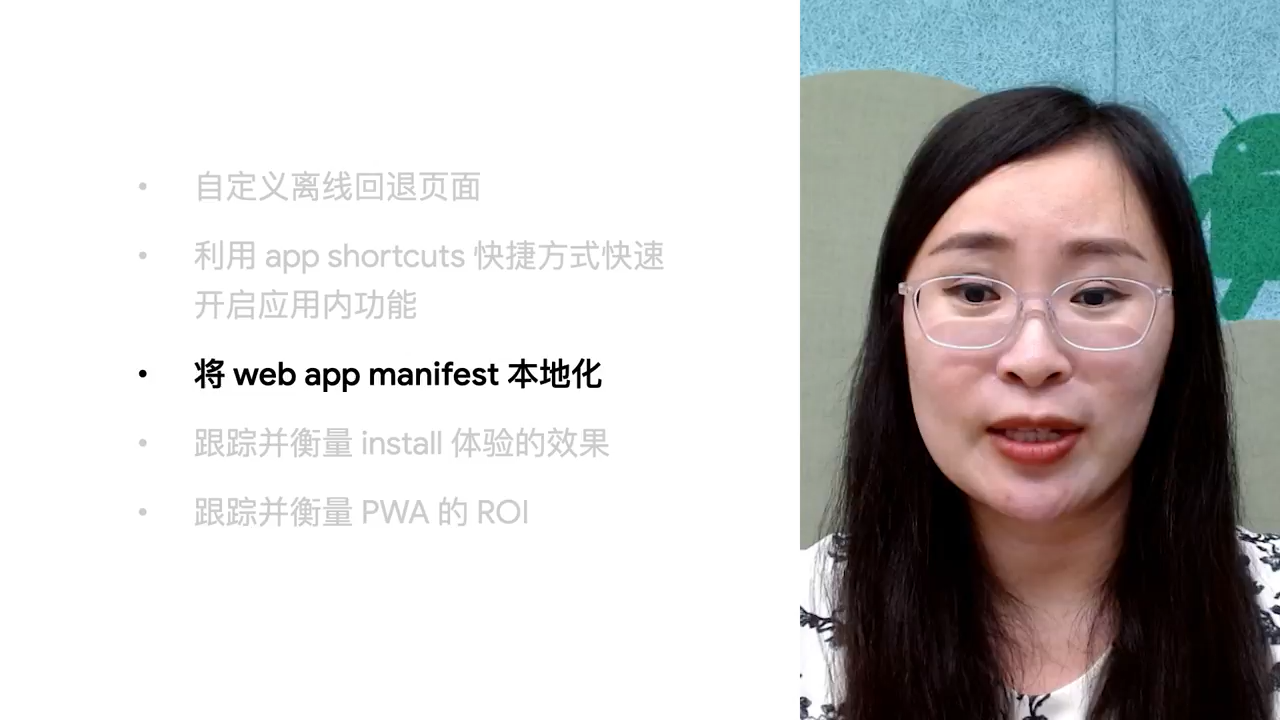 • 自定义离线回退页面
• 利用 app shortcuts 快捷方式快速
开启应用内功能
• 将 web app manifest 本地化
• 跟踪并衡量 install 体验的效果
• 跟踪并衡量 PWA 的 ROI